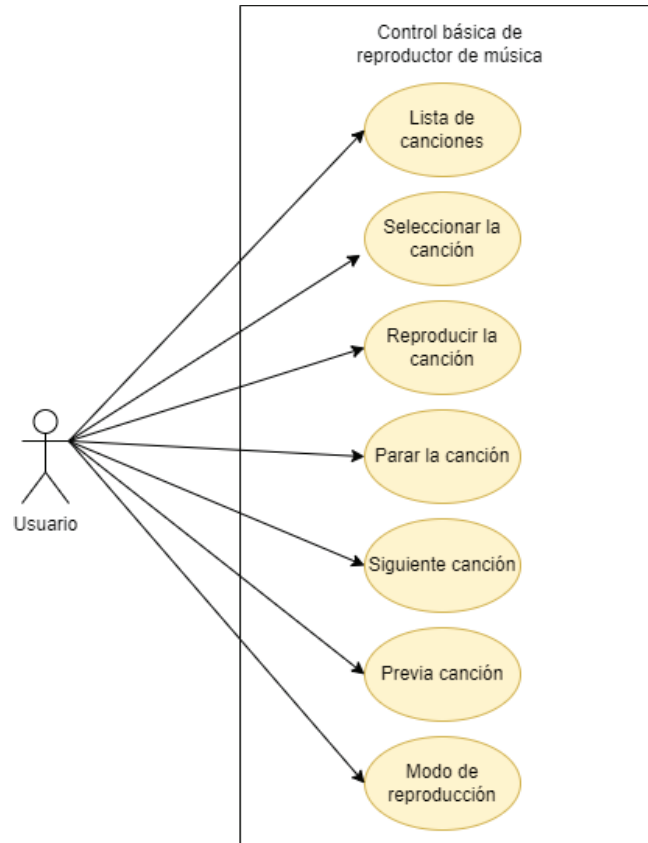 Control básica de
reproductor de música
Lista de
canciones
Seleccionar la
canción
Reproducir la
canción
Parar la canción
Usuario
Siguiente canción
Previa canción
Modo de
reproducción